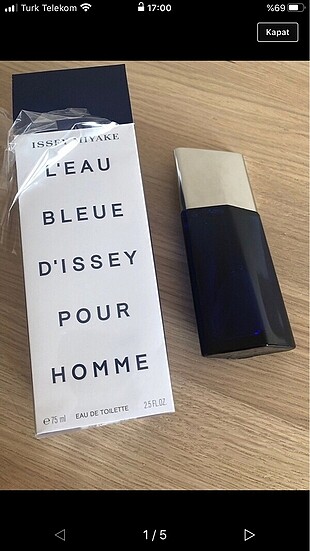 Turk Telekom 17:00 %69
Kapat
ISSEY MIYAKE
L'EAU
BLEUE
D'ISSEY
POUR
HOMME
℮ 75 ml EAU DE TOILETTE 2.5 FL.OZ.
1 / 5